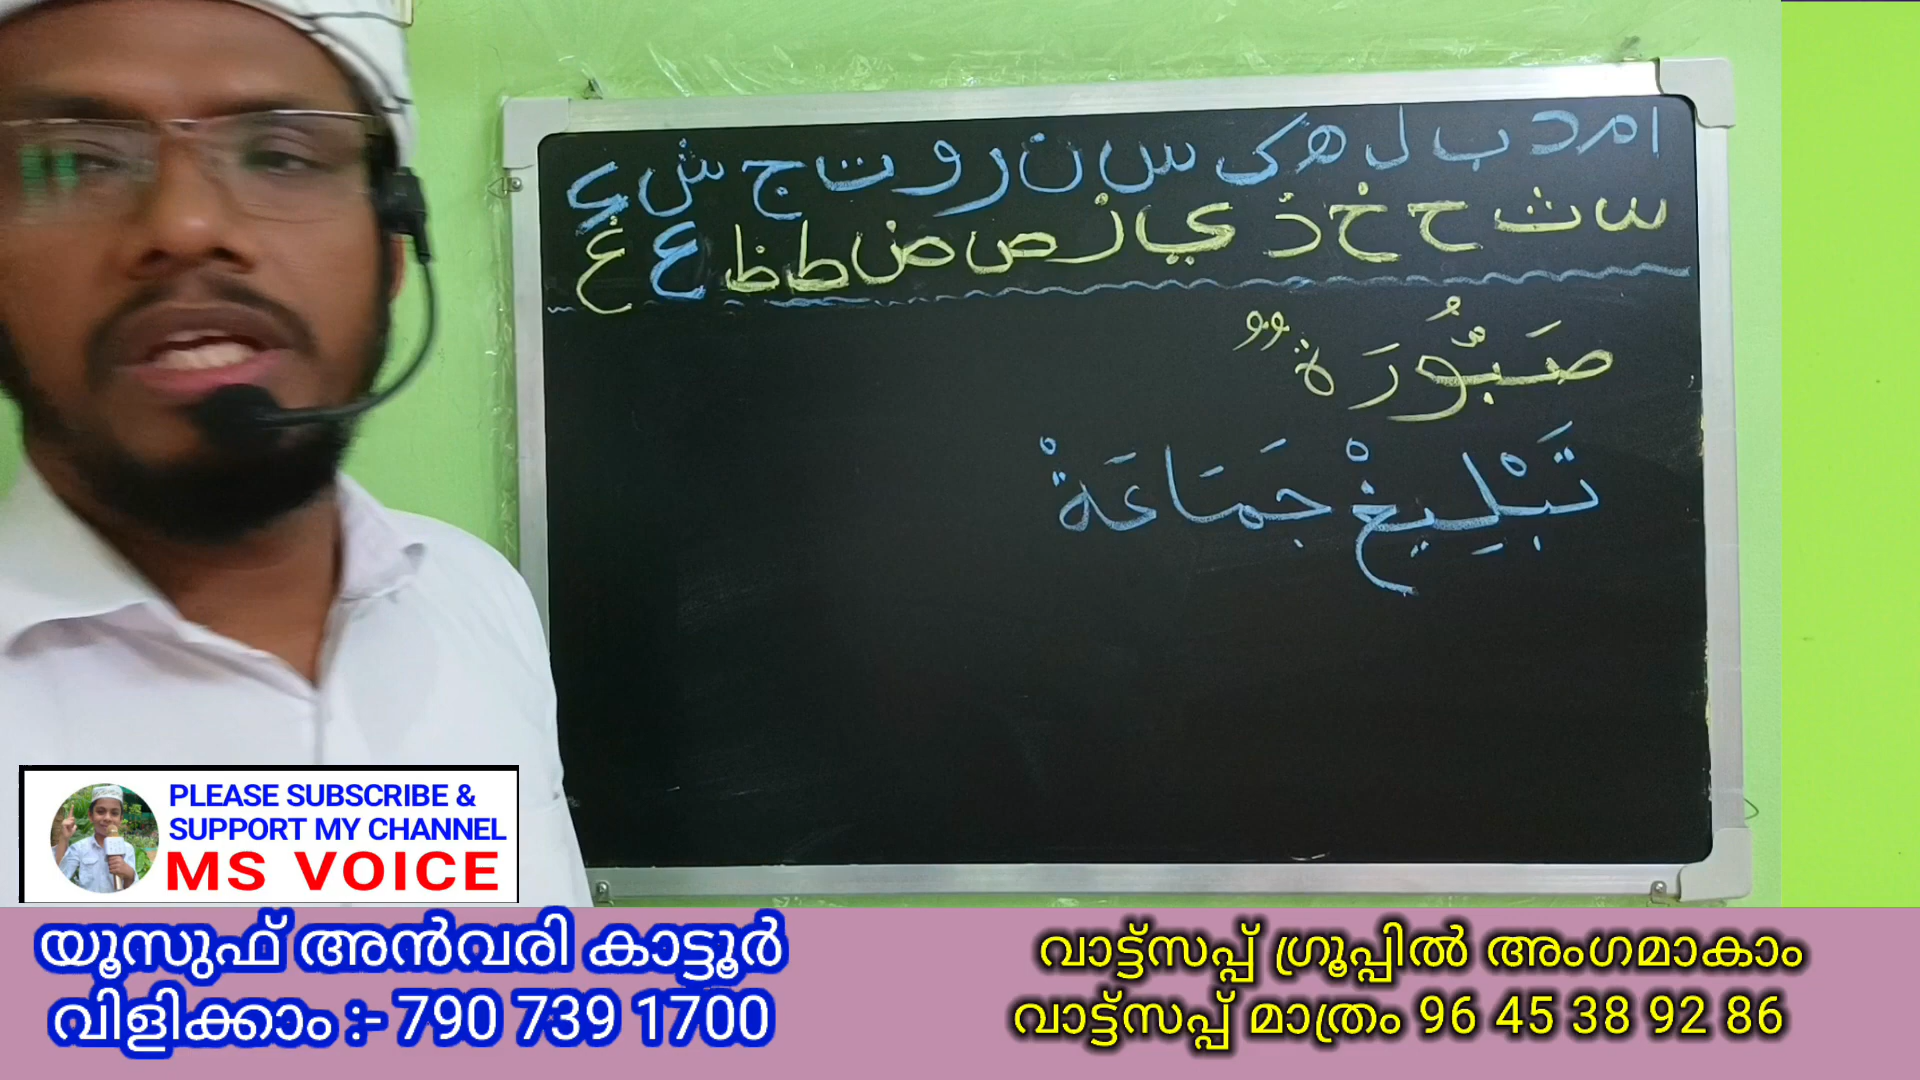 ا م د ب ل ه ک س ن ر و ت ج ش ي
س ث ح خ ذ ي ز ص ض ط ظ ع غ
صَبُّورَةٌ
تَبْلِيغْ جَمَاعَةْ
PLEASE SUBSCRIBE &
SUPPORT MY CHANNEL
MS VOICE
യൂസുഫ് അൻവരി കാട്ടൂർ
വിളിക്കാം :- 790 739 1700
വാട്ട്സപ്പ് ഗ്രൂപ്പിൽ അംഗമാകാം
വാട്ട്സപ്പ് മാത്രം 96 45 38 92 86